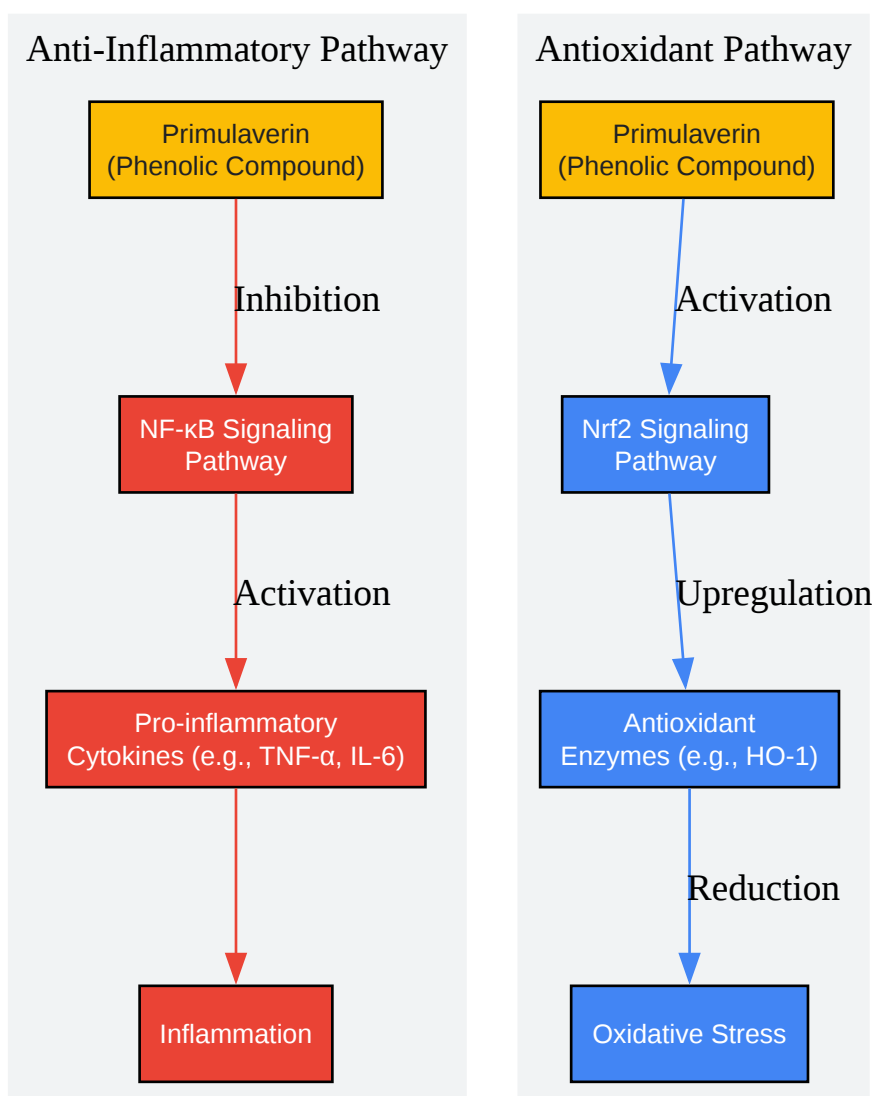 Anti-Inflammatory Pathway
Primulaverin
(Phenolic Compound)
Inhibition
NF-κB Signaling
Pathway
Activation
Pro-inflammatory
Cytokines (e.g., TNF-α, IL-6)
Inflammation
Antioxidant Pathway
Primulaverin
(Phenolic Compound)
Activation
Nrf2 Signaling
Pathway
Upregulation
Antioxidant
Enzymes (e.g., HO-1)
Reduction
Oxidative Stress